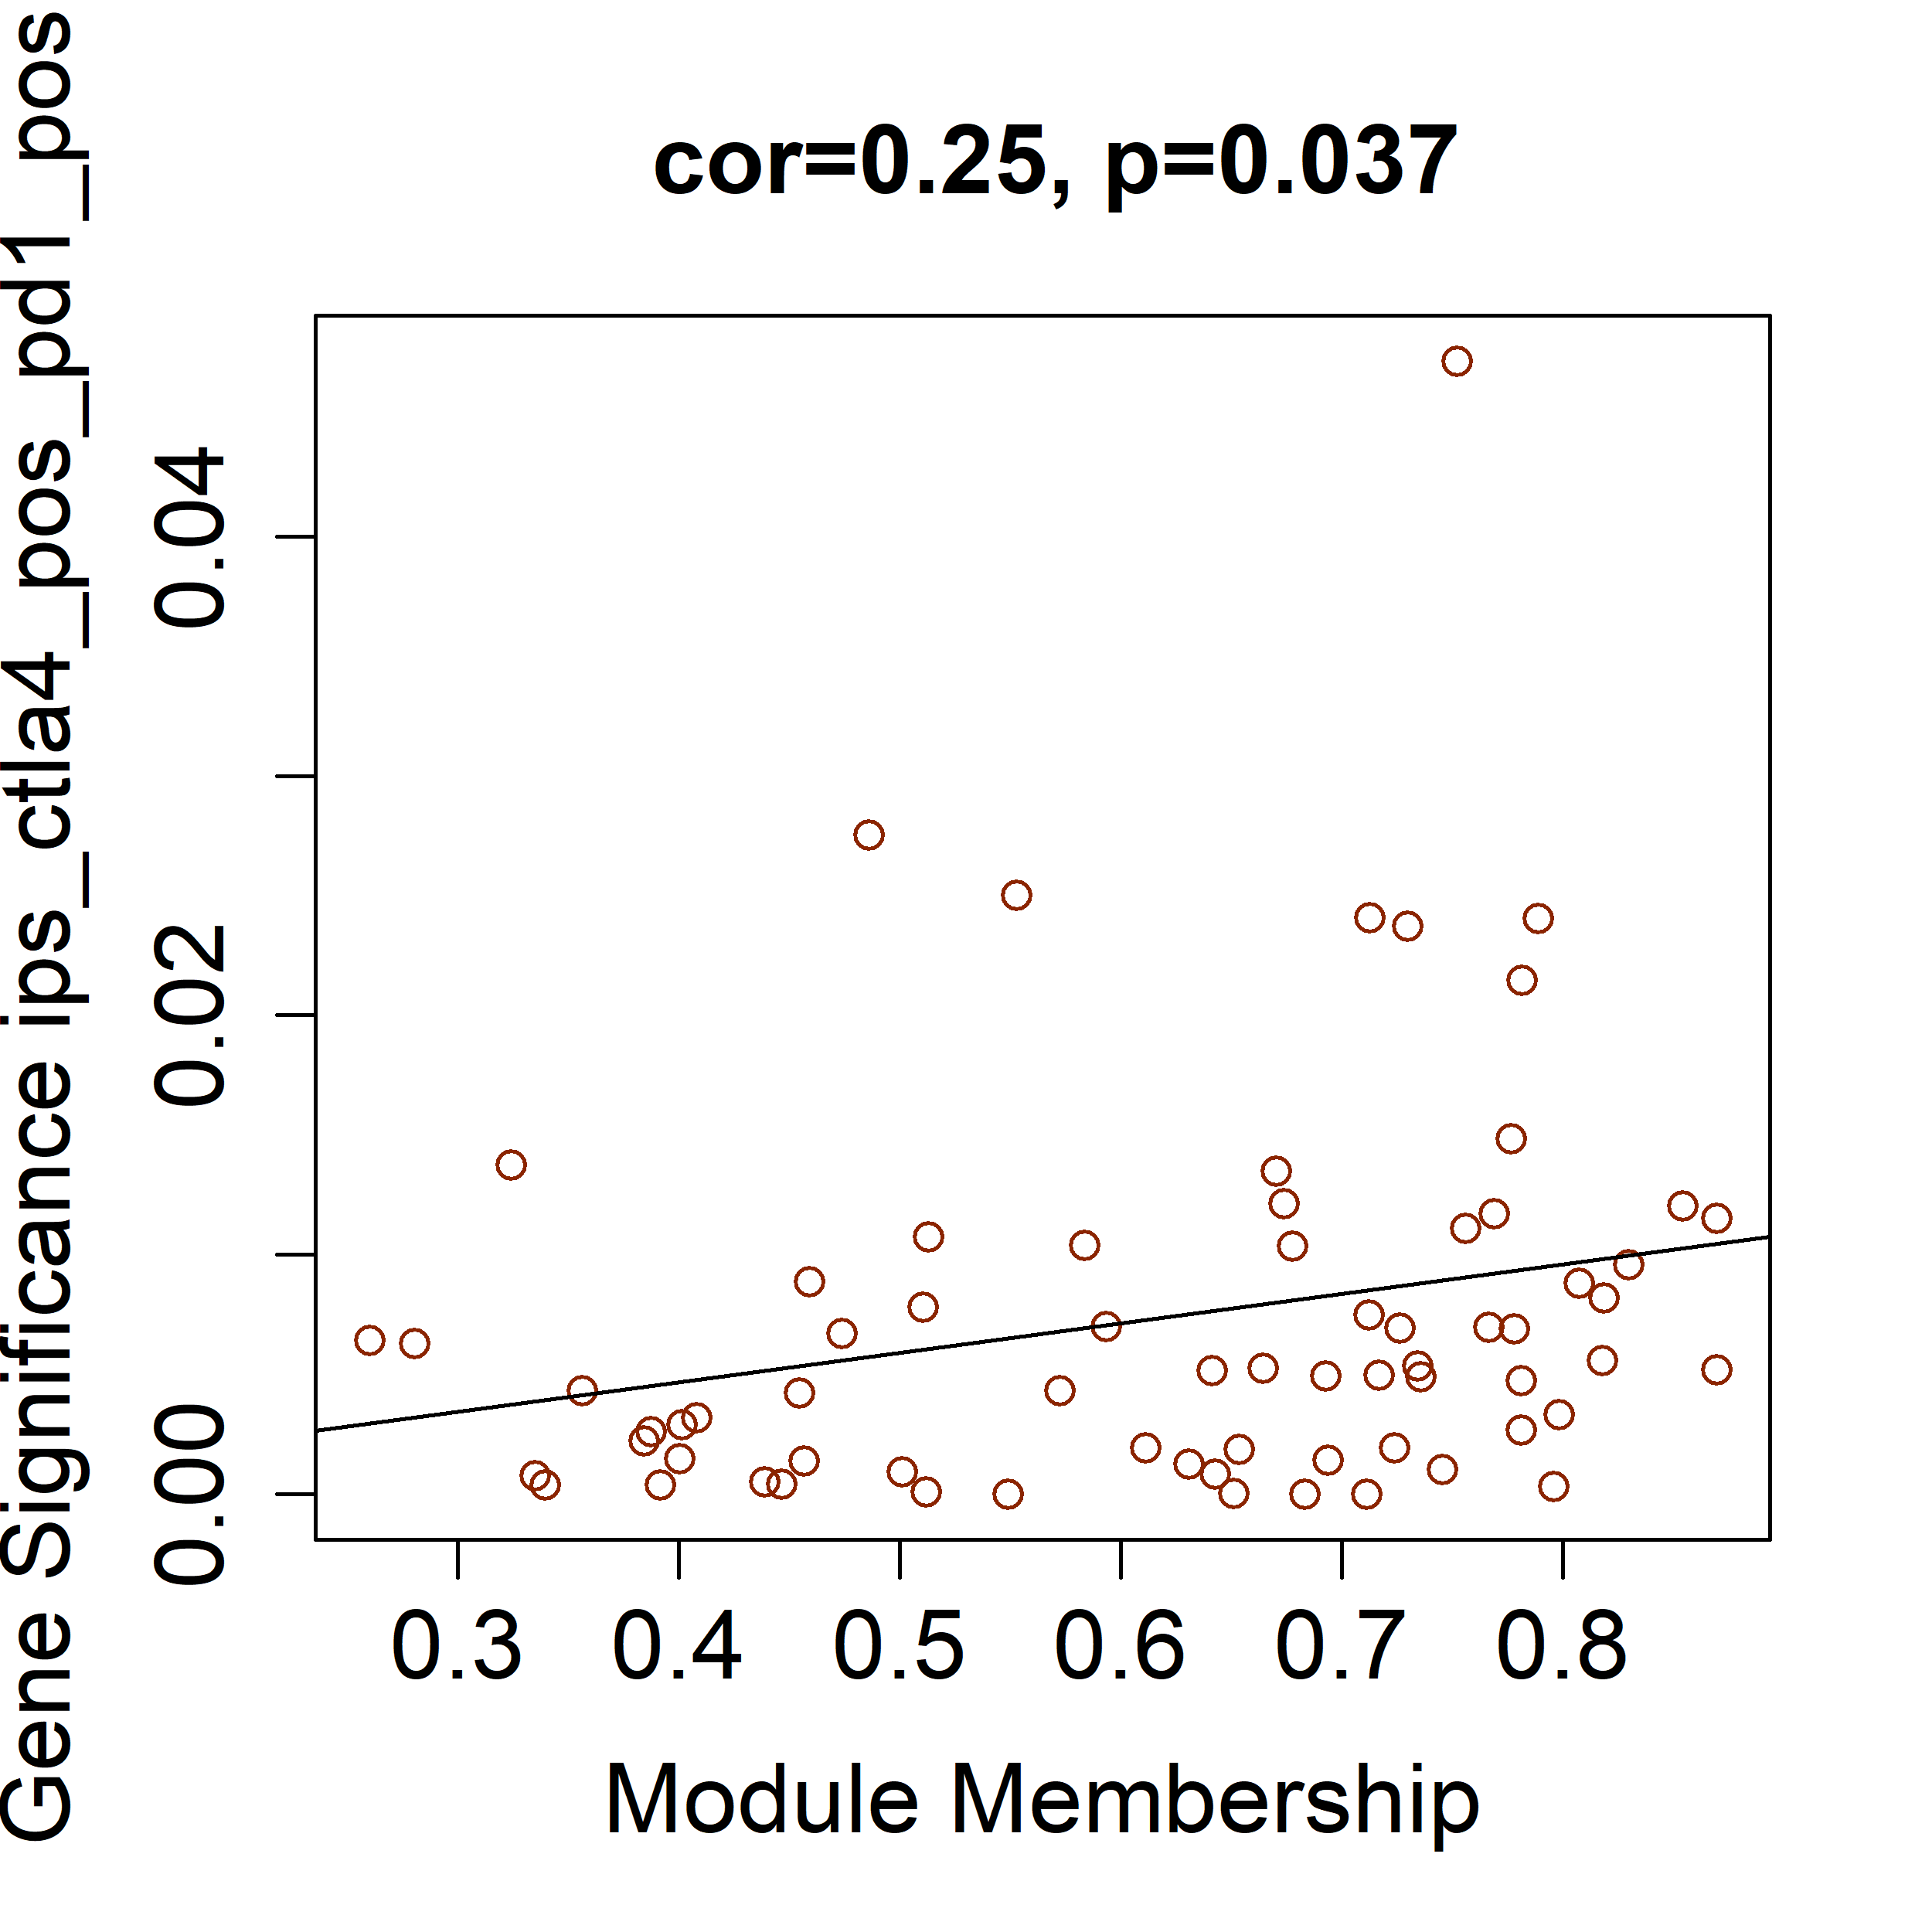 cor=0.25, p=0.037
Gene Significance ips_ctla4_pos_pd1_pos
0.04
0.02
0.00
0.3 0.4 0.5 0.6 0.7 0.8
Module Membership